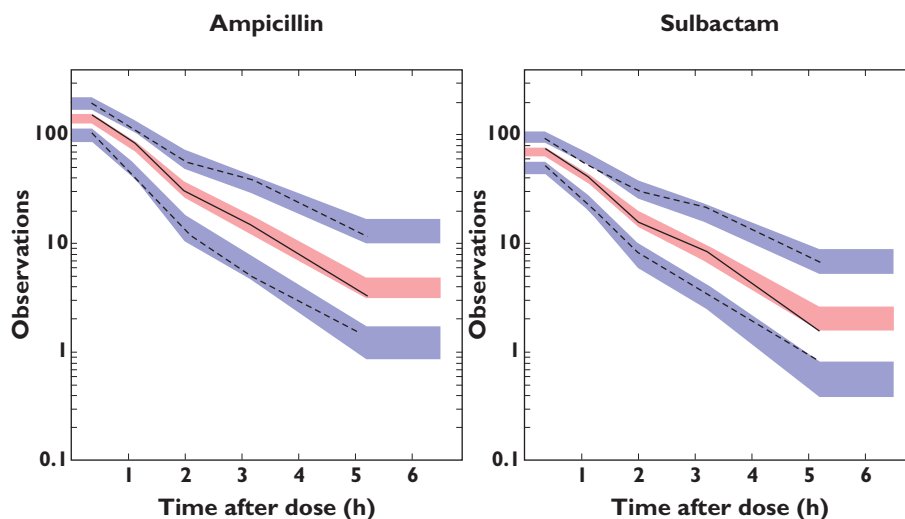 Ampicillin
Sulbactam
Observations
100
10
1
0.1
1 2 3 4 5 6
Time after dose (h)
Observations
100
10
1
0.1
1 2 3 4 5 6
Time after dose (h)